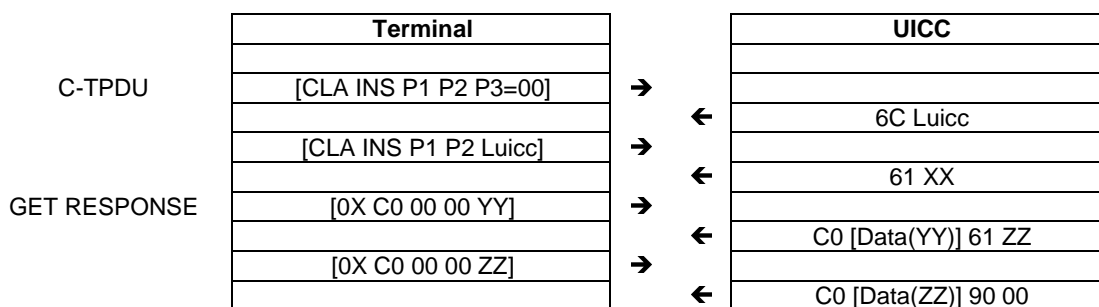 Terminal UICC
C-TPDU [CLA INS P1 P2 P3=00] ➔
🡨 6C Luicc
[CLA INS P1 P2 Luicc] ➔
🡨 61 XX
GET RESPONSE [0X C0 00 00 YY] ➔
🡨 C0 [Data(YY)] 61 ZZ
[0X C0 00 00 ZZ] ➔
🡨 C0 [Data(ZZ)] 90 00